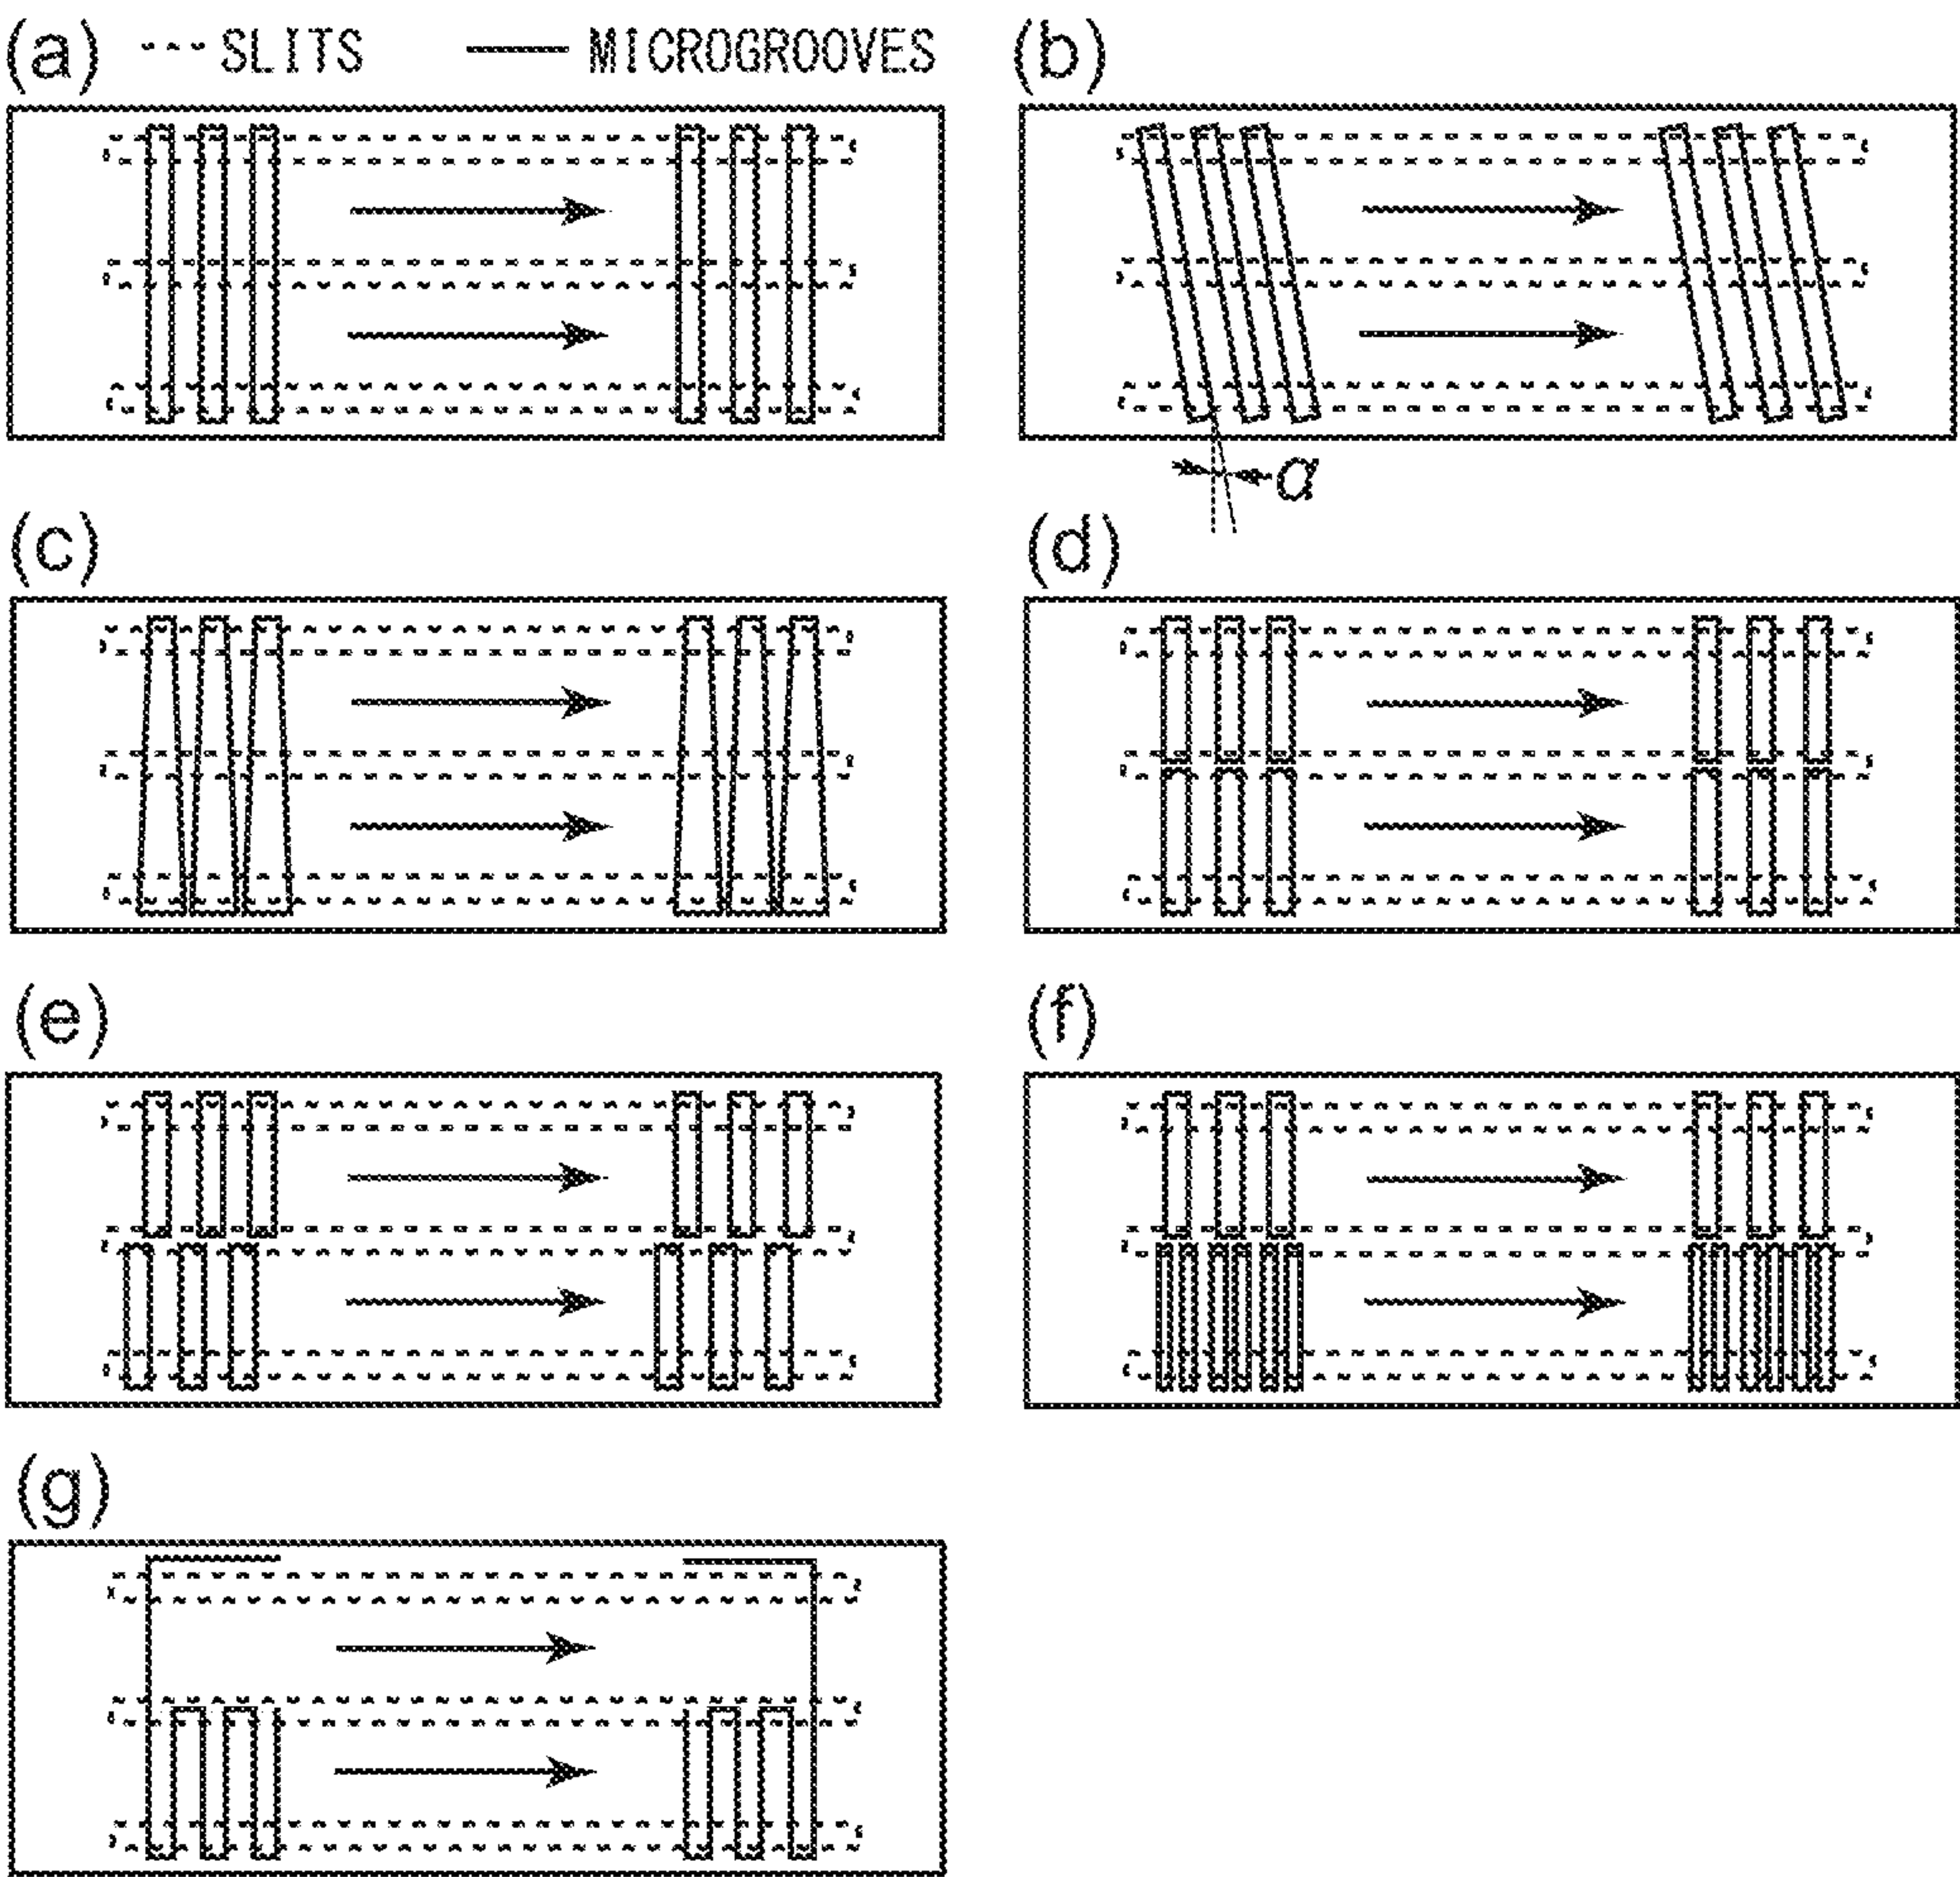 (a) --- SLITS — MICROGROOVES
(b)
α
(c)
(d)
(e)
(f)
(g)